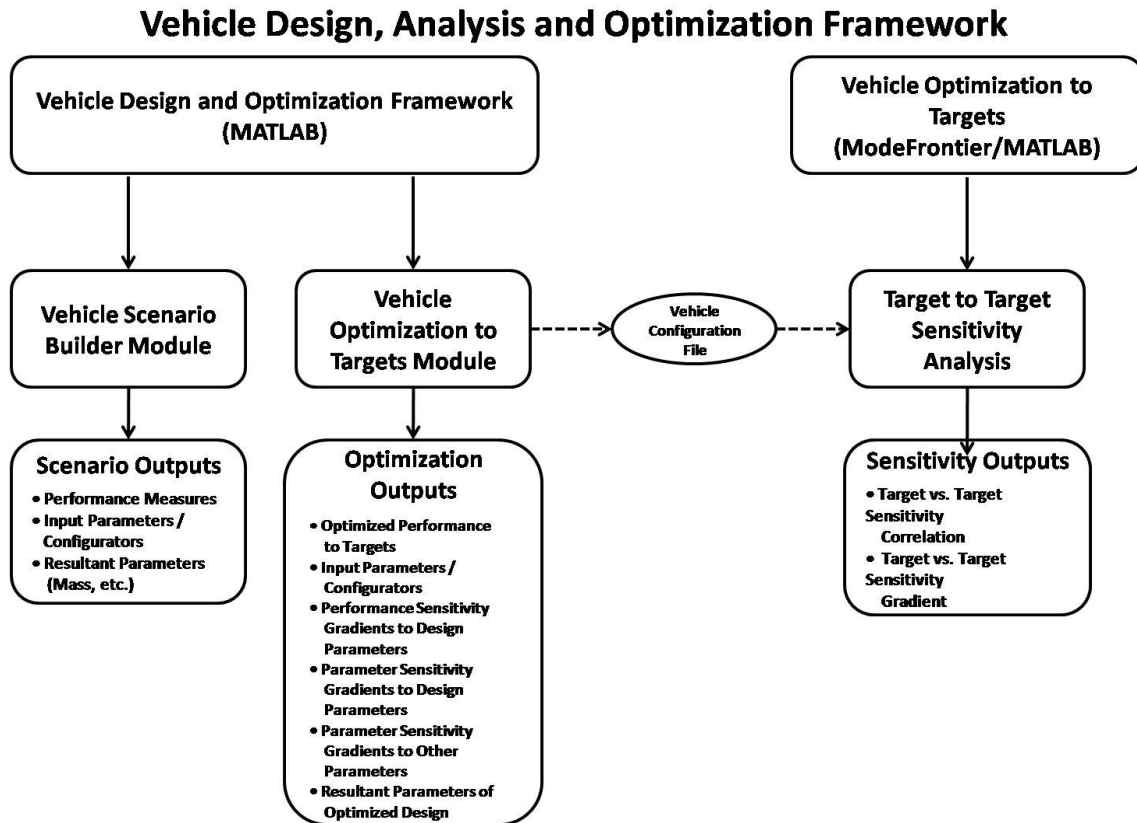 Vehicle Design, Analysis and Optimization Framework
Vehicle Design and Optimization Framework
(MATLAB)
Vehicle Optimization to
Targets
(ModeFrontier/MATLAB)
Vehicle Scenario
Builder Module
Vehicle
Optimization to
Targets Module
Vehicle
Configuration
File
Target to Target
Sensitivity
Analysis
Scenario Outputs
• Performance Measures
• Input Parameters /
Configurators
• Resultant Parameters
(Mass, etc.)
Optimization
Outputs
• Optimized Performance
to Targets
• Input Parameters /
Configurators
• Performance Sensitivity
Gradients to Design
Parameters
• Parameter Sensitivity
Gradients to Design
Parameters
• Parameter Sensitivity
Gradients to Other
Parameters
• Resultant Parameters of
Optimized Design
Sensitivity Outputs
• Target vs. Target
Sensitivity
Correlation
• Target vs. Target
Sensitivity
Gradient